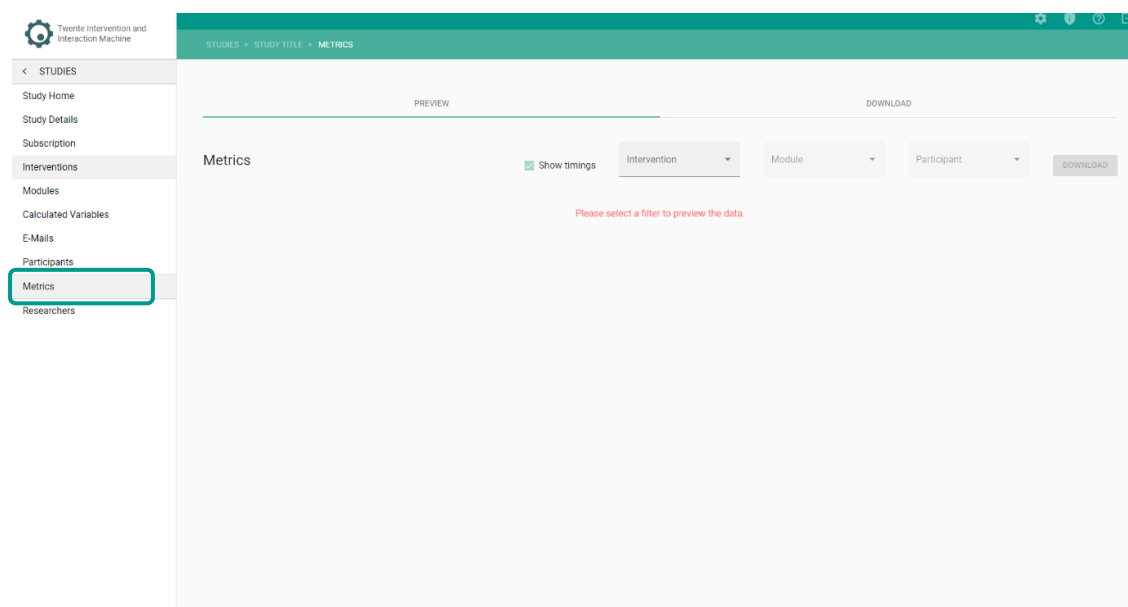 Twente Intervention and
Interaction Machine
STUDIES > STUDY TITLE > METRICS
< STUDIES
Study Home
Study Details
Subscription
Interventions
Modules
Calculated Variables
E-Mails
Participants
Metrics
Researchers
PREVIEW DOWNLOAD
Metrics Show timings Intervention Module Participant DOWNLOAD
Please select a filter to preview the data.